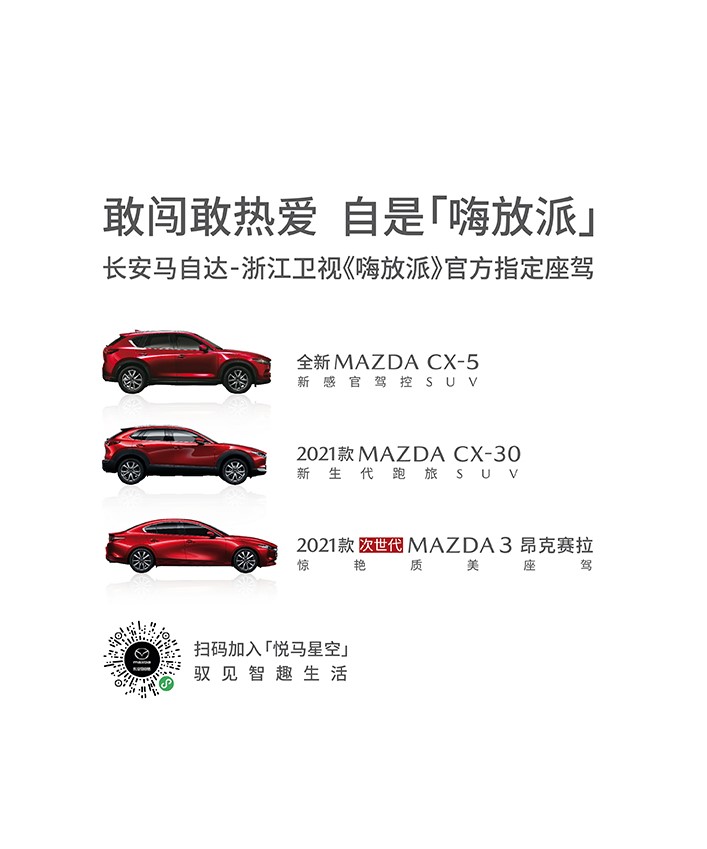 敢闯敢热爱 自是「嗨放派」
长安马自达-浙江卫视《嗨放派》官方指定座驾
全新MAZDA CX-5
新感官驾控SUV
2021款MAZDA CX-30
新生代跑旅SUV
2021款 次世代 MAZDA3 昂克赛拉
惊艳质美座驾
扫码加入「悦马星空」
驭见智趣生活